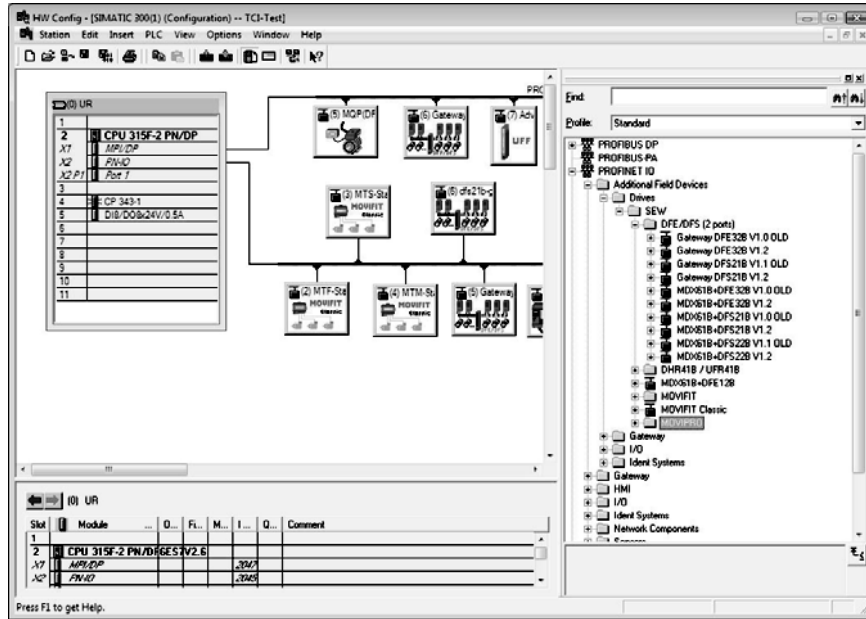 HW Config - [SIMATIC 300(1) (Configuration) -- TCI-Test]
Station Edit Insert PLC View Options Window Help
(0) UR
1
2 CPU 315F-2 PN/DP
X1 MPI/DP
X2 PN-IO
X2 P1 Port 1
3
4 CP 343-1
5 DI8/DO8x24V/0.5A
6
7
8
9
10
11
PRO
(5) MQP(DP
(6) Gateway
(7) Adv
UFF
(3) MTS-Sta
MOVIFIT
Classic
(6) dfs21b-g
(2) MTF-Sta
MOVIFIT
Classic
(4) MTM-Sta
MOVIFIT
Classic
(5) Gateway
Find:
Profile: Standard
PROFIBUS DP
PROFIBUS-PA
PROFINET IO
Additional Field Devices
Drives
SEW
DFE/DFS (2 ports)
Gateway DFE32B V1.0 OLD
Gateway DFE32B V1.2
Gateway DFS21B V1.1 OLD
Gateway DFS21B V1.2
MDX61B+DFE32B V1.0 OLD
MDX61B+DFE32B V1.2
MDX61B+DFS21B V1.0 OLD
MDX61B+DFS21B V1.2
MDX61B+DFS22B V1.1 OLD
MDX61B+DFS22B V1.2
DHR41B / UFR41B
MDX61B+DFE12B
MOVIFIT
MOVIFIT Classic
MOVIPRO
Gateway
I/O
Ident Systems
Gateway
HMI
I/O
Ident Systems
Network Components
Sensors
(0) UR
Slot Module ... O... Fi... M... I ... Q... Comment
1
2 CPU 315F-2 PN/DP 6ES7 V2.6
X1 MPI/DP 2047
X2 PN-IO 2045
Press F1 to get Help.